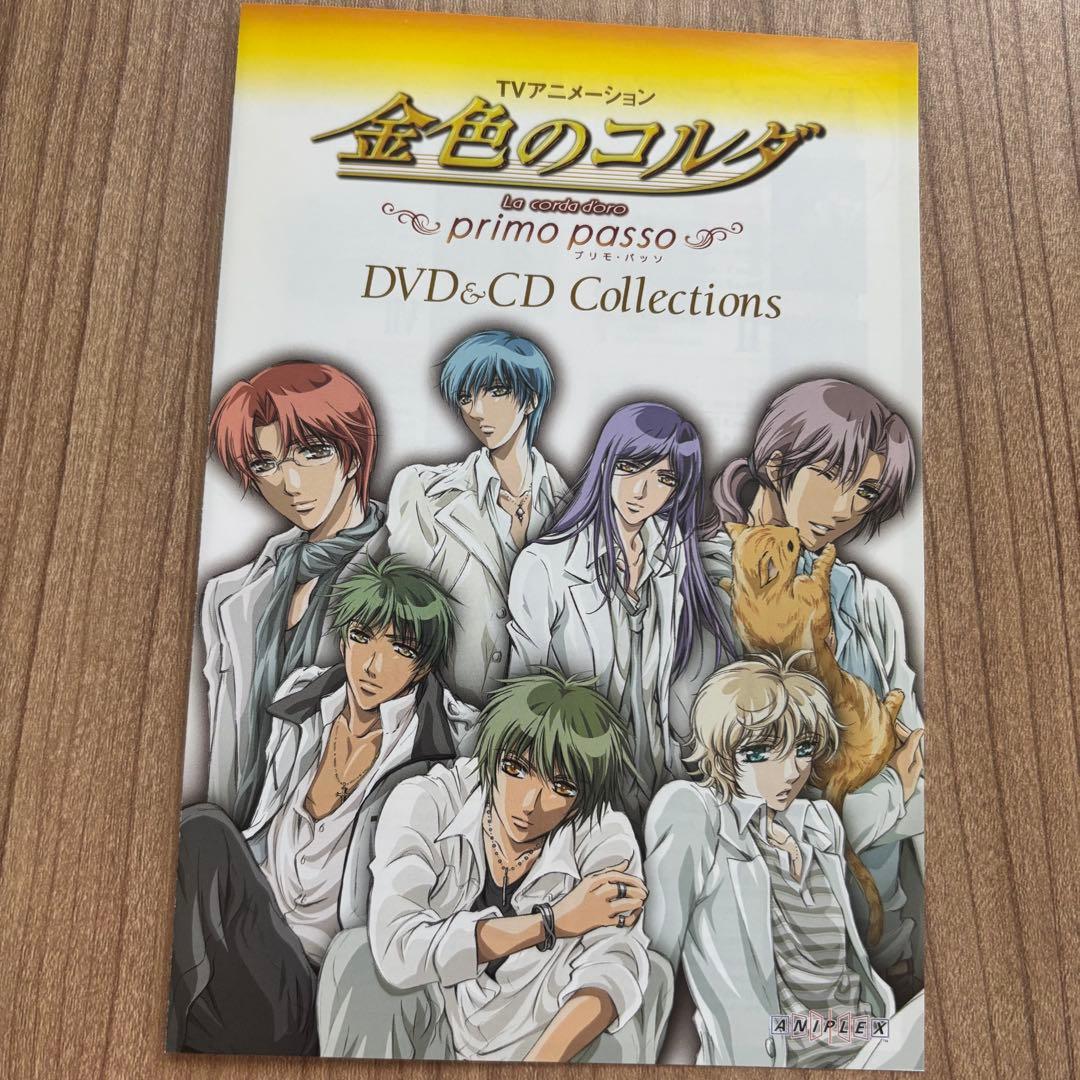 TVアニメーション
金色のコルダ
La corda d'oro
primo passo
プリモ・パッソ
DVD&CD Collections
ANIPLEX